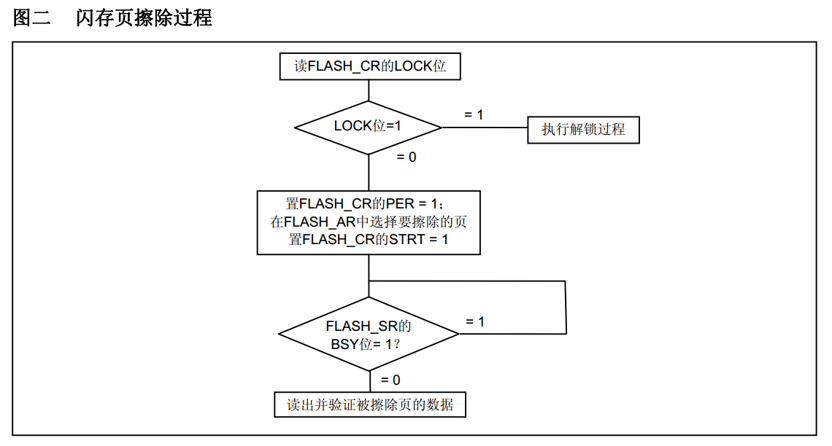 图二 闪存页擦除过程
读FLASH_CR的LOCK位
LOCK位=1
= 1
执行解锁过程
= 0
置FLASH_CR的PER = 1;
在FLASH_AR中选择要擦除的页
置FLASH_CR的STRT = 1
FLASH_SR的
BSY位= 1?
= 1
= 0
读出并验证被擦除页的数据